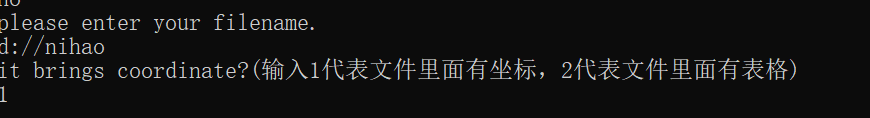 no
please enter your filename.
d://nihao
it brings coordinate?(输入1代表文件里面有坐标，2代表文件里面有表格)
1